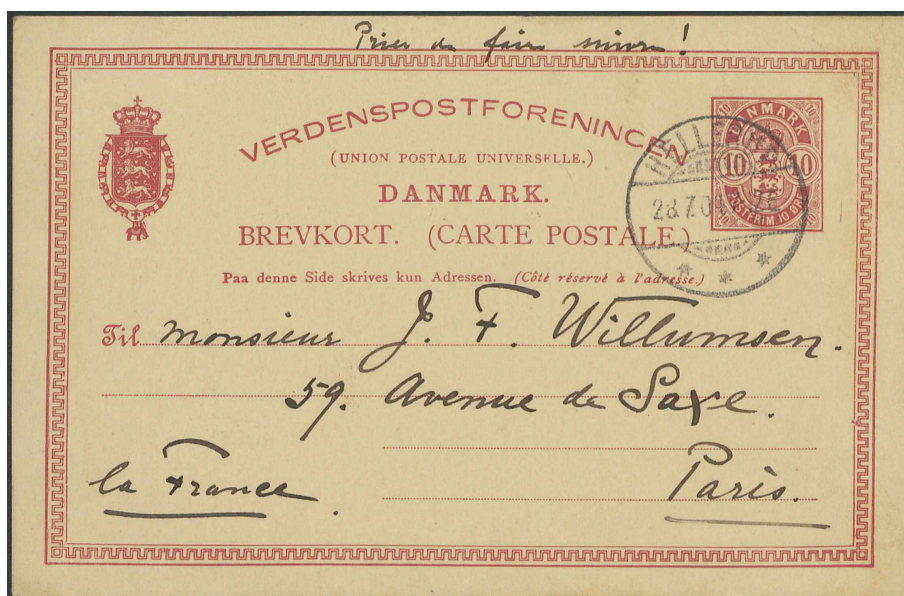 Prier de faire suivre!
VERDENSPOSTFORENINGEN
(UNION POSTALE UNIVERSELLE.)
DANMARK.
BREVKORT. (CARTE POSTALE.)
Paa denne Side skrives kun Adressen. (Côté réservé à l'adresse.)
DANMARK
10 10
POSTFRIM. 10 ØRE
28.7.04
Til monsieur J. F. Willumsen.
59. Avenue de Saxe.
la France Paris.